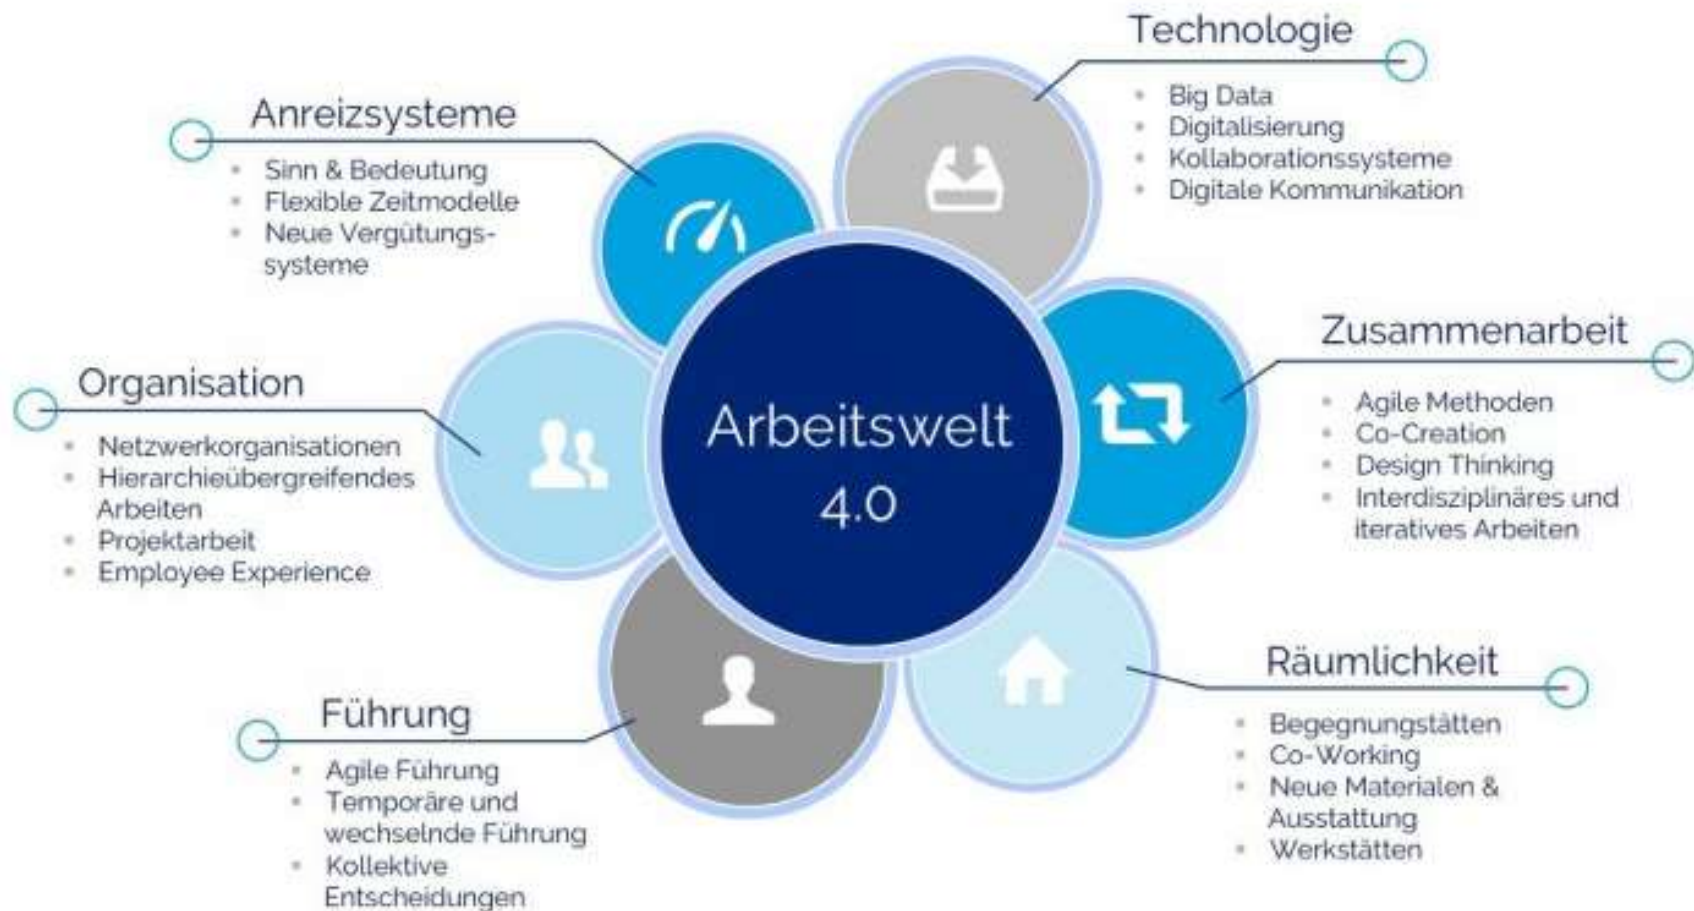 Technologie
Big Data
Digitalisierung
Kollaborationssysteme
Digitale Kommunikation
Anreizsysteme
Sinn & Bedeutung
Flexible Zeitmodelle
Neue Vergütungs-
systeme
Zusammenarbeit
Agile Methoden
Co-Creation
Design Thinking
Interdisziplinäres und
iteratives Arbeiten
Organisation
Netzwerkorganisationen
Hierarchieübergreifendes
Arbeiten
Projektarbeit
Employee Experience
Arbeitswelt
4.0
Räumlichkeit
Begegnungstätten
Co-Working
Neue Materialen &
Ausstattung
Werkstätten
Führung
Agile Führung
Temporäre und
wechselnde Führung
Kollektive
Entscheidungen